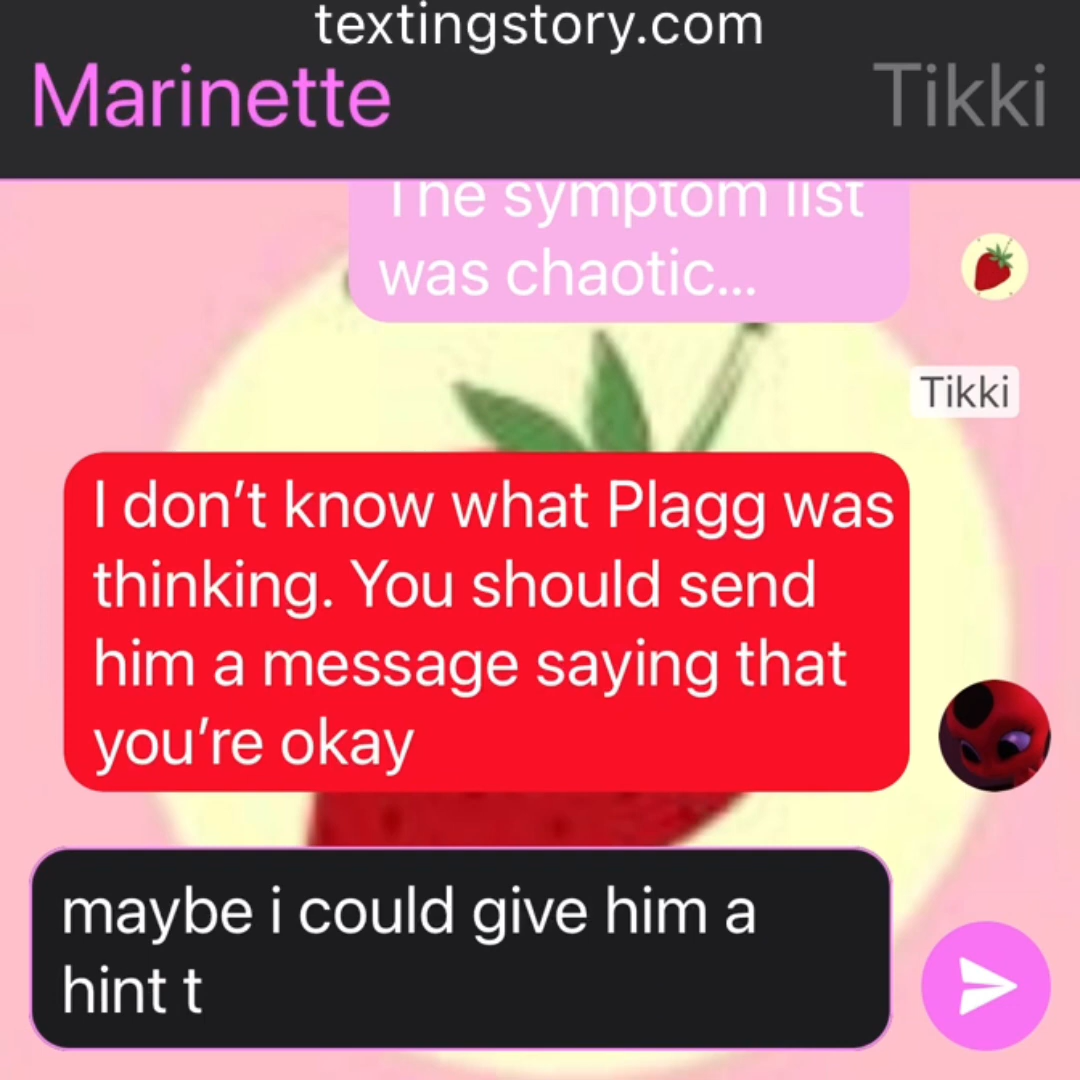 textingstory.com
Marinette
Tikki
The symptom list
was chaotic...
Tikki
I don’t know what Plagg was
thinking. You should send
him a message saying that
you’re okay
maybe i could give him a
hint t